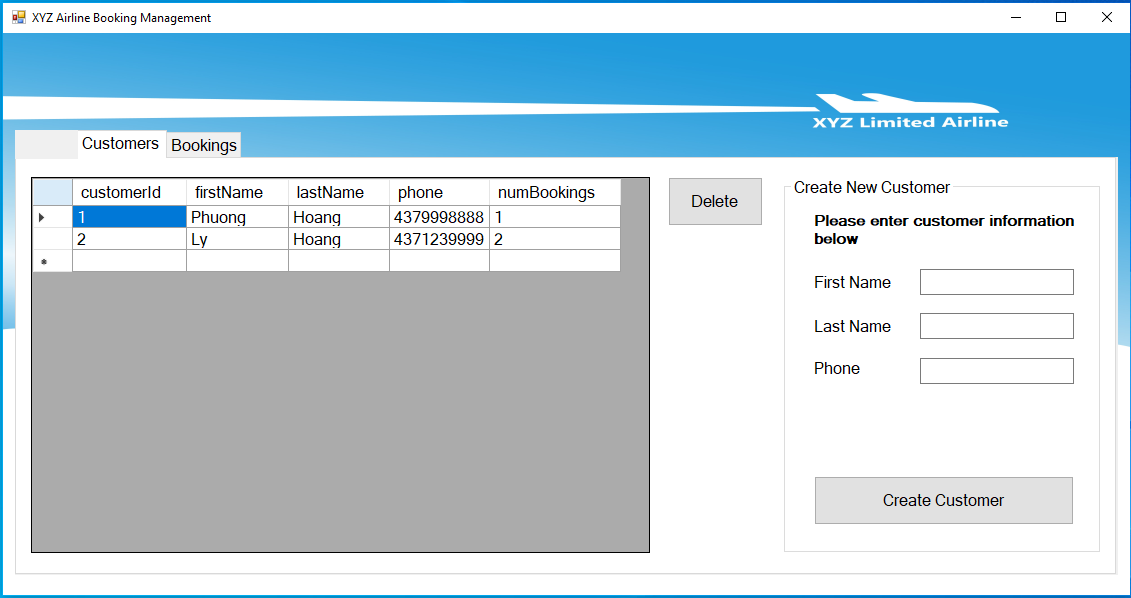 XYZ Airline Booking Management
XYZ Limited Airline
Customers Bookings
customerId firstName lastName phone numBookings
1 Phuong Hoang 4379998888 1
2 Ly Hoang 4371239999 2
Delete
Create New Customer
Please enter customer information
below
First Name
Last Name
Phone
Create Customer